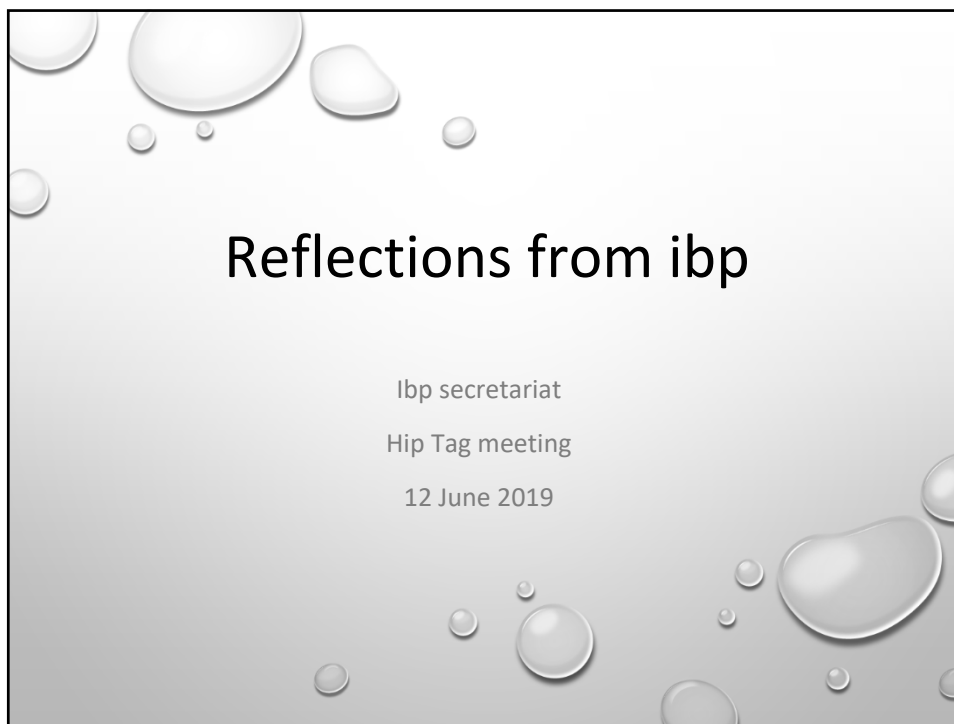 Reflections from ibp
Ibp secretariat
Hip Tag meeting
12 June 2019